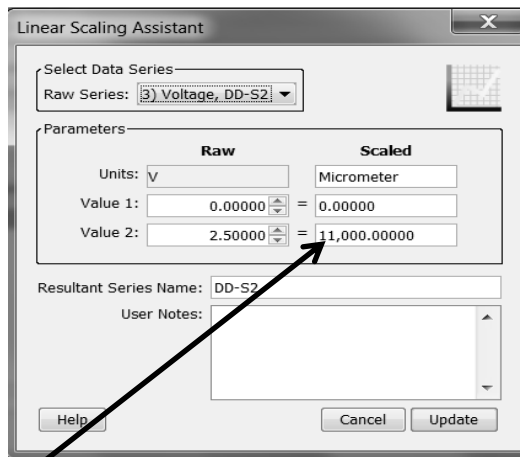 Linear Scaling Assistant X
Select Data Series
Raw Series: 3) Voltage, DD-S2
Parameters
Raw Scaled
Units: V Micrometer
Value 1: 0.00000 = 0.00000
Value 2: 2.50000 = 11,000.00000
Resultant Series Name: DD-S2
User Notes:
Help Cancel Update